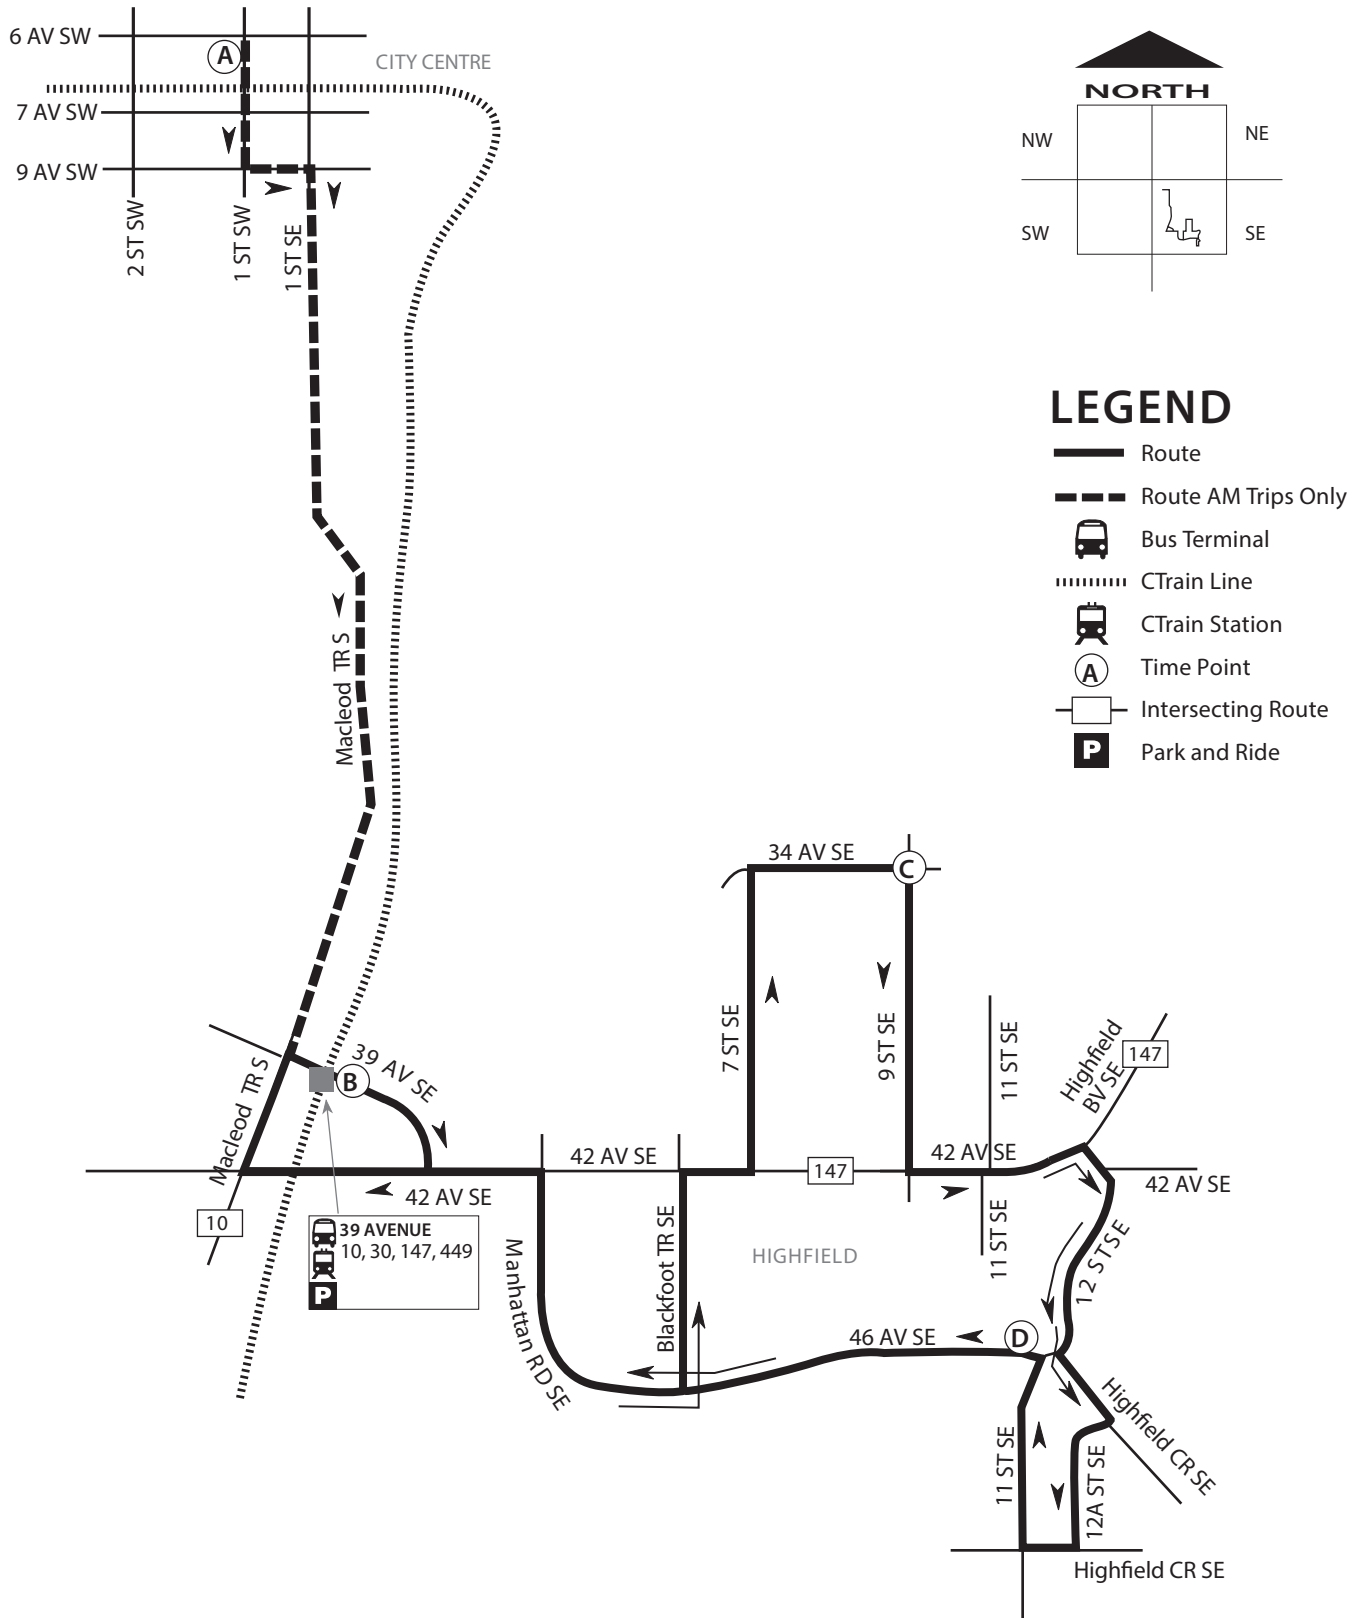 6 AV SW
A
CITY CENTRE
7 AV SW
9 AV SW
2 ST SW
1 ST SW
1 ST SE
NORTH
NW
NE
SW
SE
LEGEND
Route
Route AM Trips Only
Bus Terminal
CTrain Line
CTrain Station
A
Time Point
Intersecting Route
P
Park and Ride
Macleod TR S
34 AV SE
C
7 ST SE
9 ST SE
11 ST SE
Highfield
BV SE
147
39 AV SE
B
Macleod TR S
42 AV SE
147
42 AV SE
42 AV SE
42 AV SE
10
39 AVENUE
10, 30, 147, 449
P
Manhattan RD SE
Blackfoot TR SE
HIGHFIELD
11 ST SE
12 ST SE
46 AV SE
D
Highfield CR SE
11 ST SE
12A ST SE
Highfield CR SE